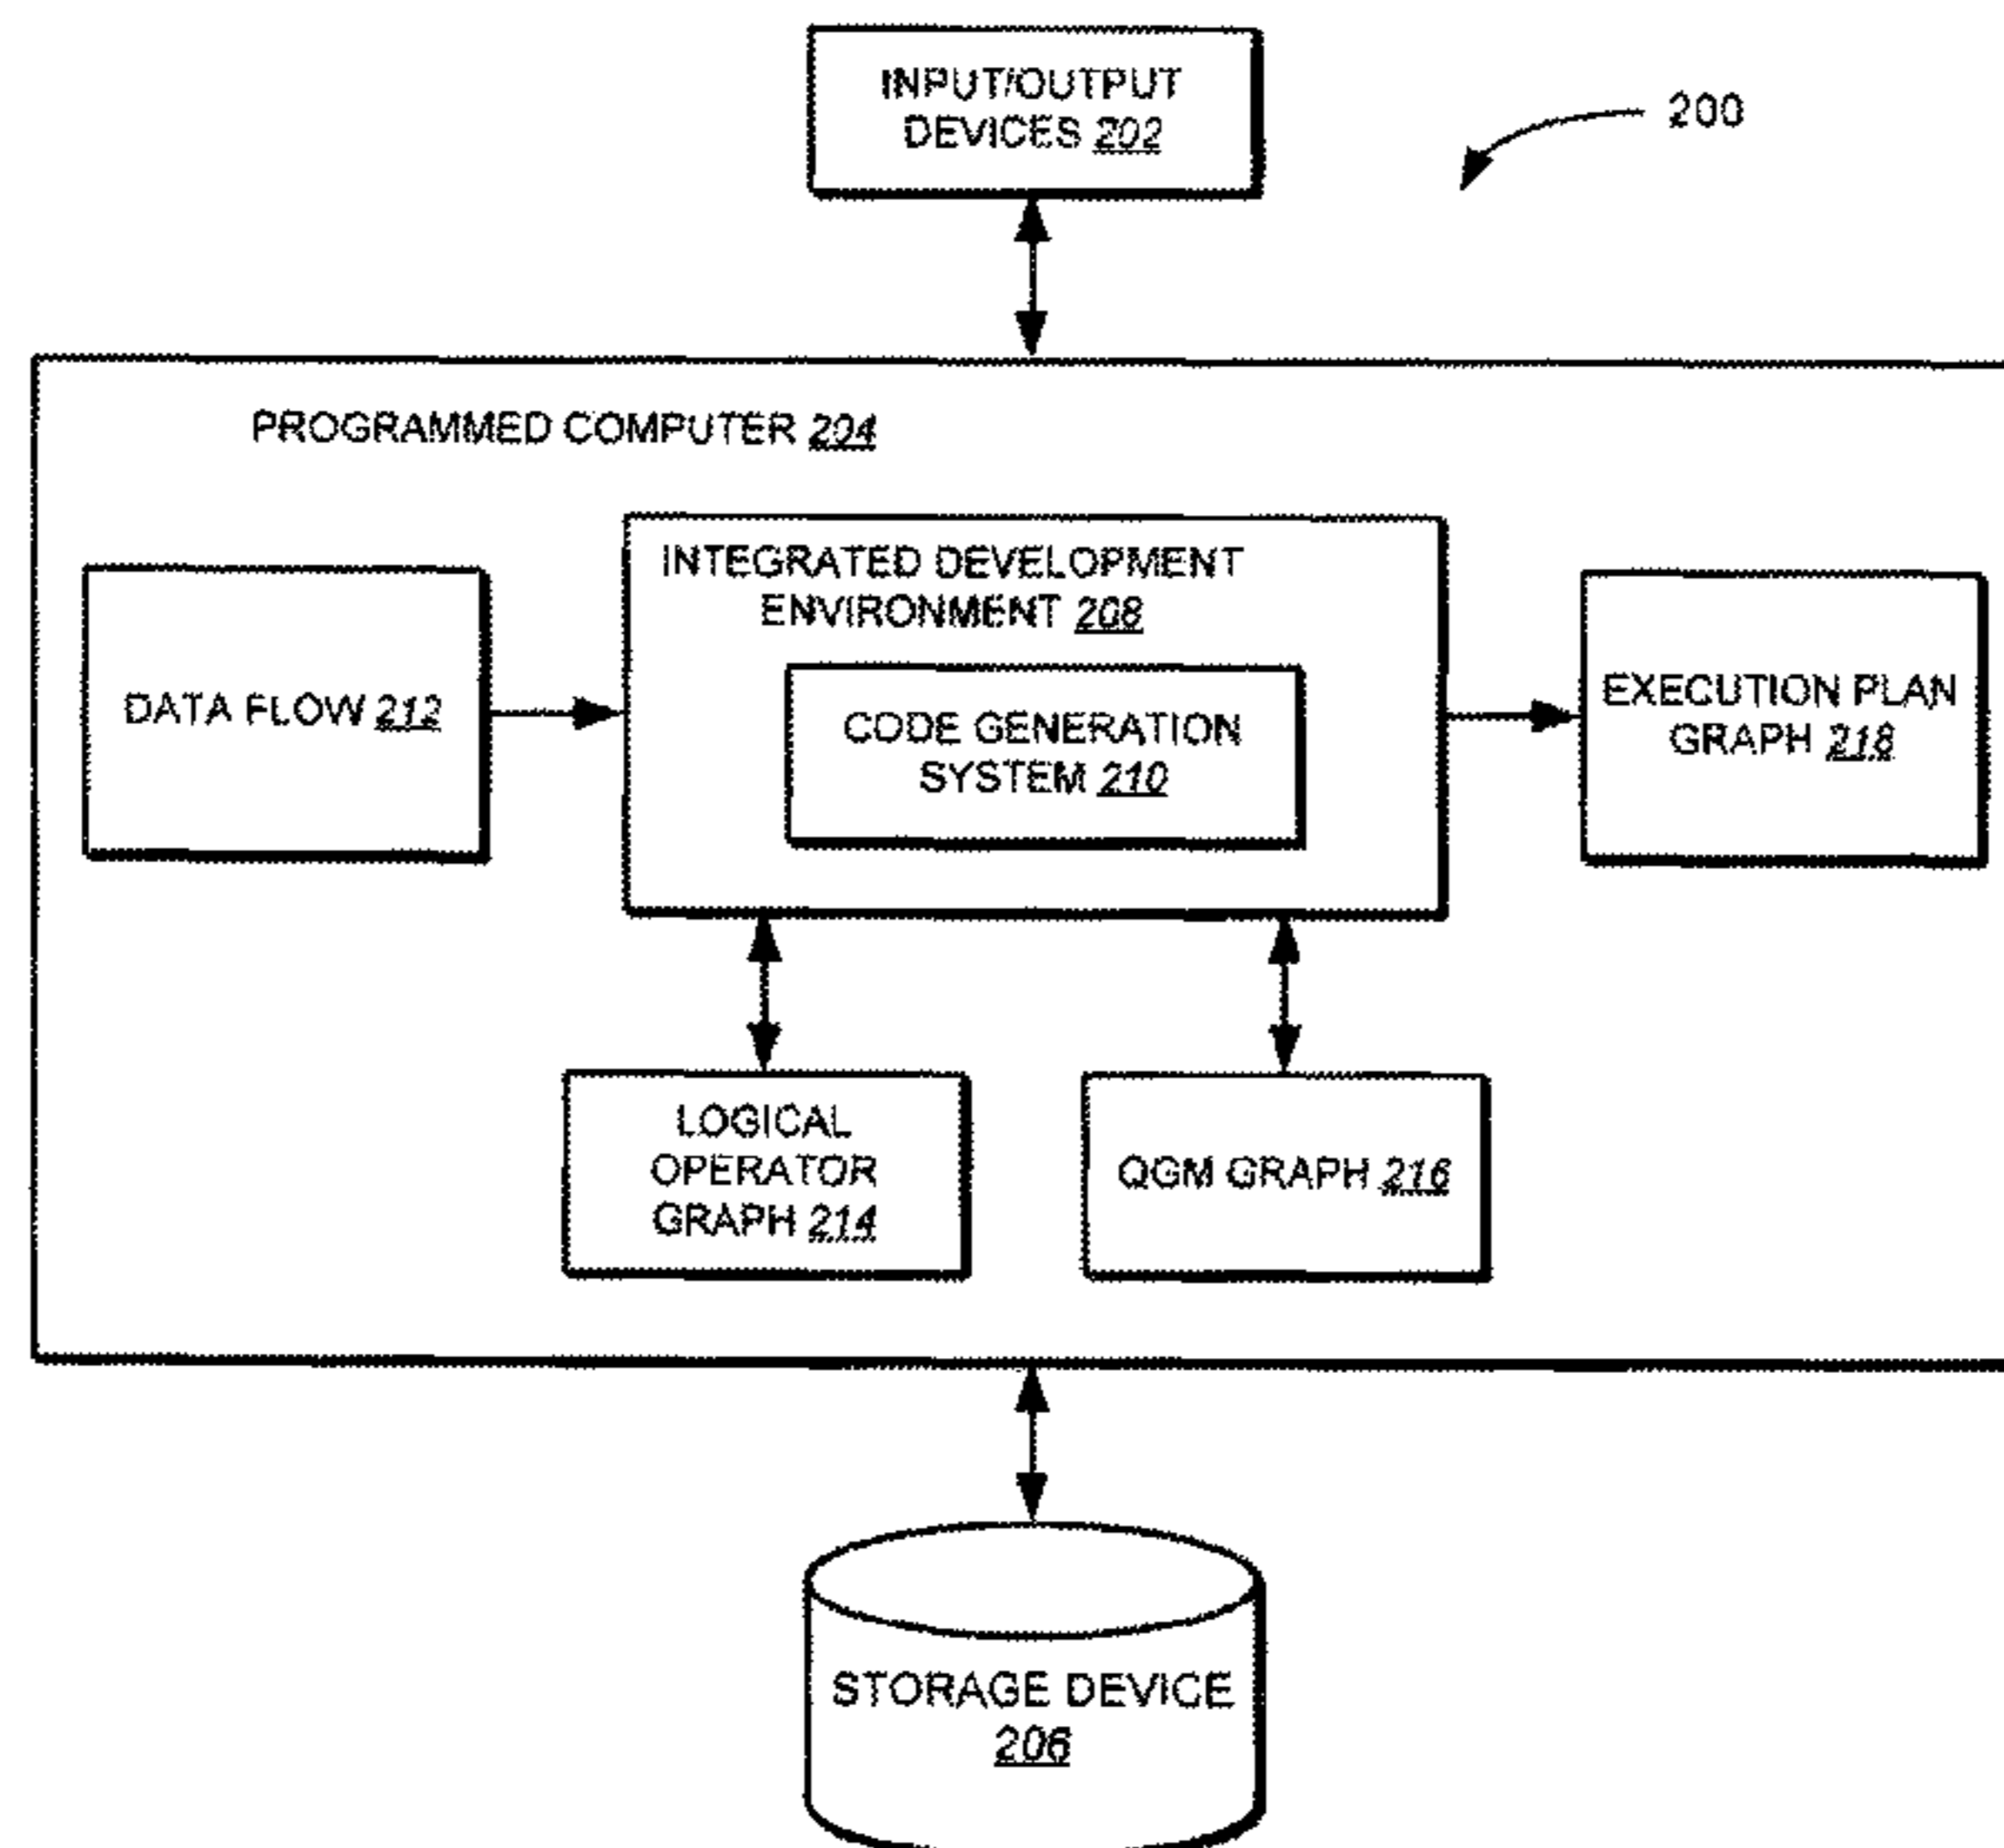 INPUT/OUTPUT
DEVICES 202
200
PROGRAMMED COMPUTER 204
INTEGRATED DEVELOPMENT
ENVIRONMENT 208
DATA FLOW 212
CODE GENERATION
SYSTEM 210
EXECUTION PLAN
GRAPH 218
LOGICAL
OPERATOR
GRAPH 214
QGM GRAPH 216
STORAGE DEVICE
206